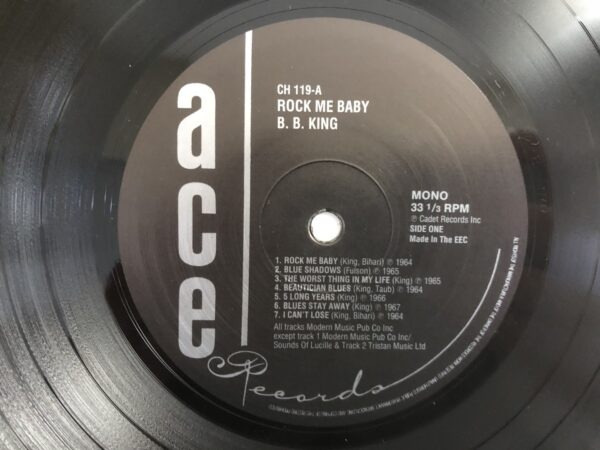 ace
Records
CH 119-A
ROCK ME BABY
B. B. KING
MONO
33 1/3 RPM
℗ Cadet Records Inc
SIDE ONE
Made In The EEC
1. ROCK ME BABY (King, Bihari) ℗ 1964
2. BLUE SHADOWS (Fulson) ℗ 1965
3. THE WORST THING IN MY LIFE (King) ℗ 1965
4. BEAUTICIAN BLUES (King, Taub) ℗ 1964
5. 5 LONG YEARS (King) ℗ 1966
6. BLUES STAY AWAY (King) ℗ 1967
7. I CAN'T LOSE (King, Bihari) ℗ 1964
All tracks Modern Music Pub Co Inc
except track 1 Modern Music Pub Co Inc/
Sounds Of Lucille & Track 2 Tristan Music Ltd